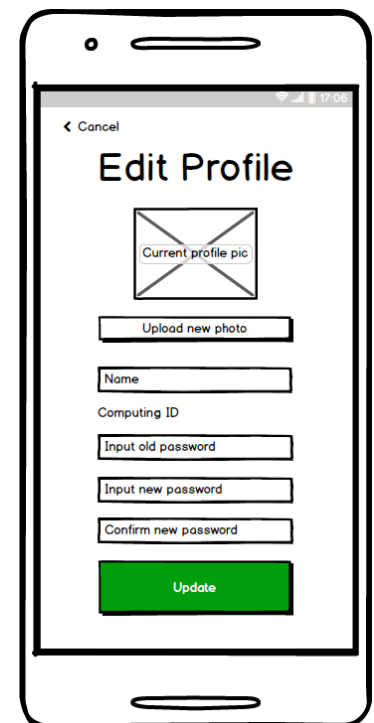 17:06
Cancel
Edit Profile
Current profile pic
Upload new photo
Name
Computing ID
Input old password
Input new password
Confirm new password
Update